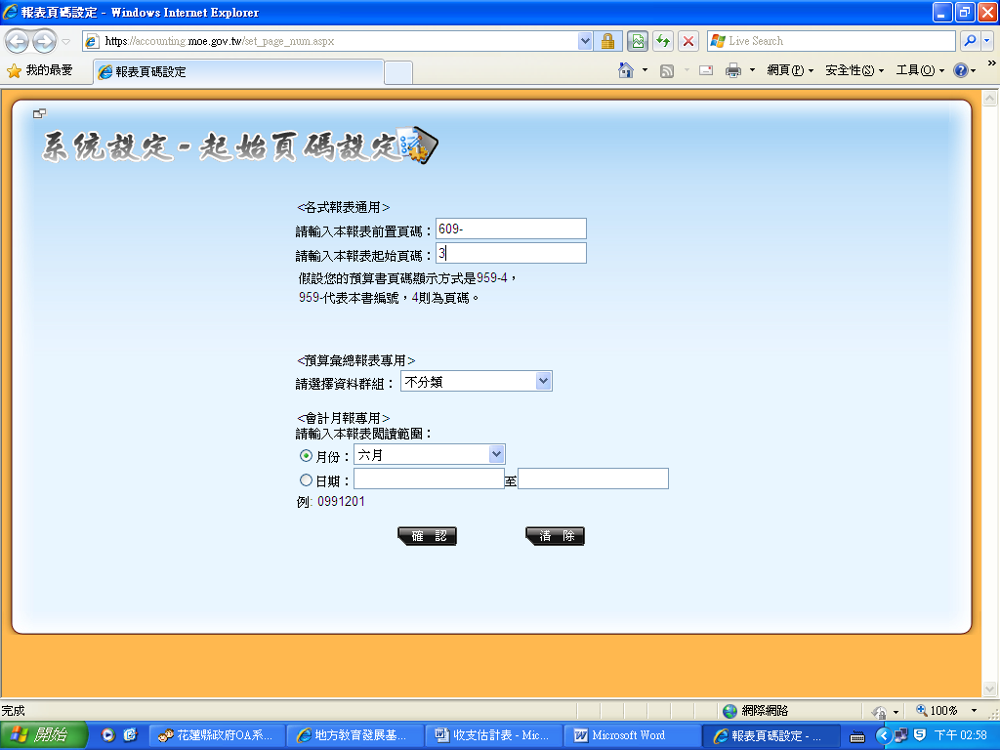 報表頁碼設定 - Windows Internet Explorer
https://accounting.moe.gov.tw/set_page_num.aspx
Live Search
我的最愛
報表頁碼設定
網頁(P)
安全性(S)
工具(O)
系統設定-起始頁碼設定
<各式報表通用>
請輸入本報表前置頁碼：609-
請輸入本報表起始頁碼：3
假設您的預算書頁碼顯示方式是959-4，
959-代表本書編號，4則為頁碼。
<預算彙總報表專用>
請選擇資料群組：不分類
<會計月報專用>
請輸入本報表閱讀範圍：
月份：六月
日期：至
例: 0991201
確 認
清 除
完成
網際網路
100%
開始
花蓮縣政府OA系...
地方教育發展基...
收支估計表 - Mic...
Microsoft Word
報表頁碼設定 - ...
下午 02:58